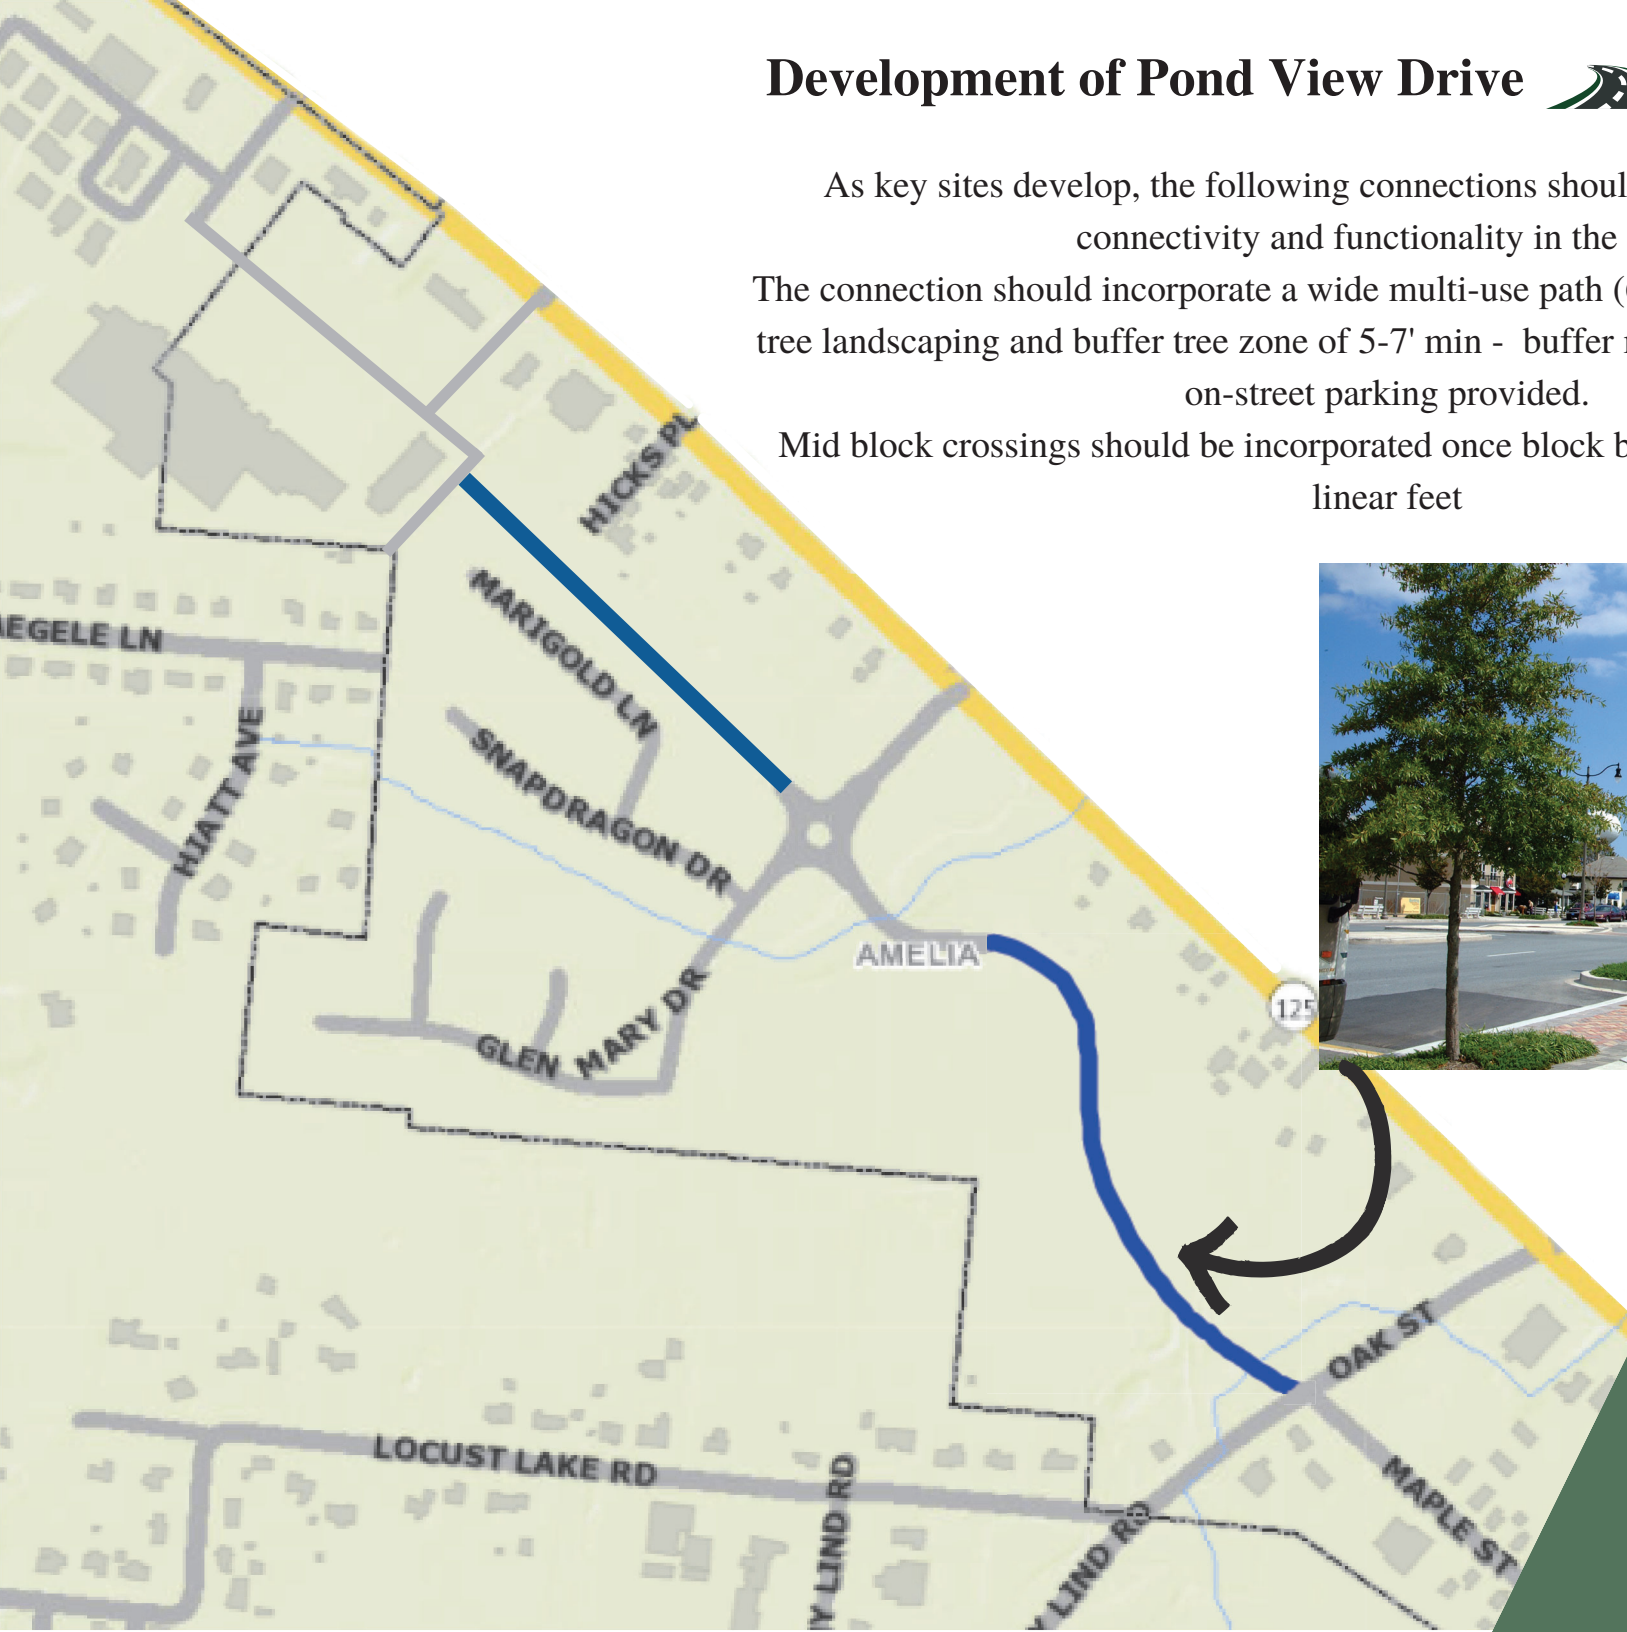 Development of Pond View Drive
As key sites develop, the following connections
connectivity and functionality in the
The connection should incorporate a wide multi-use path
tree landscaping and buffer tree zone of 5-7' min - buffer
on-street parking provided.
Mid block crossings should be incorporated once block
linear feet
HICKS PL
MARIGOLD LN
LN
SNAPDRAGON DR
HIATT AVE
AMELIA
125
GLEN MARY DR
OAK ST
LOCUST LAKE RD
MAPLE ST
LIND RD
LIND RD